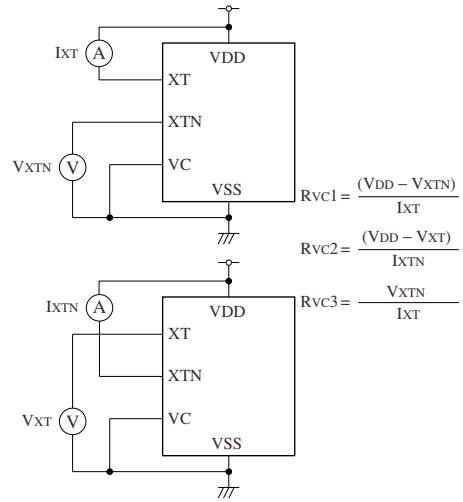 IXT
A
VDD
XT
XTN
VXTN
V
VC
VSS
RVC1 = (VDD – VXTN) / IXT
RVC2 = (VDD – VXT) / IXTN
RVC3 = VXTN / IXT
IXTN
A
VDD
XT
XTN
VXT
V
VC
VSS